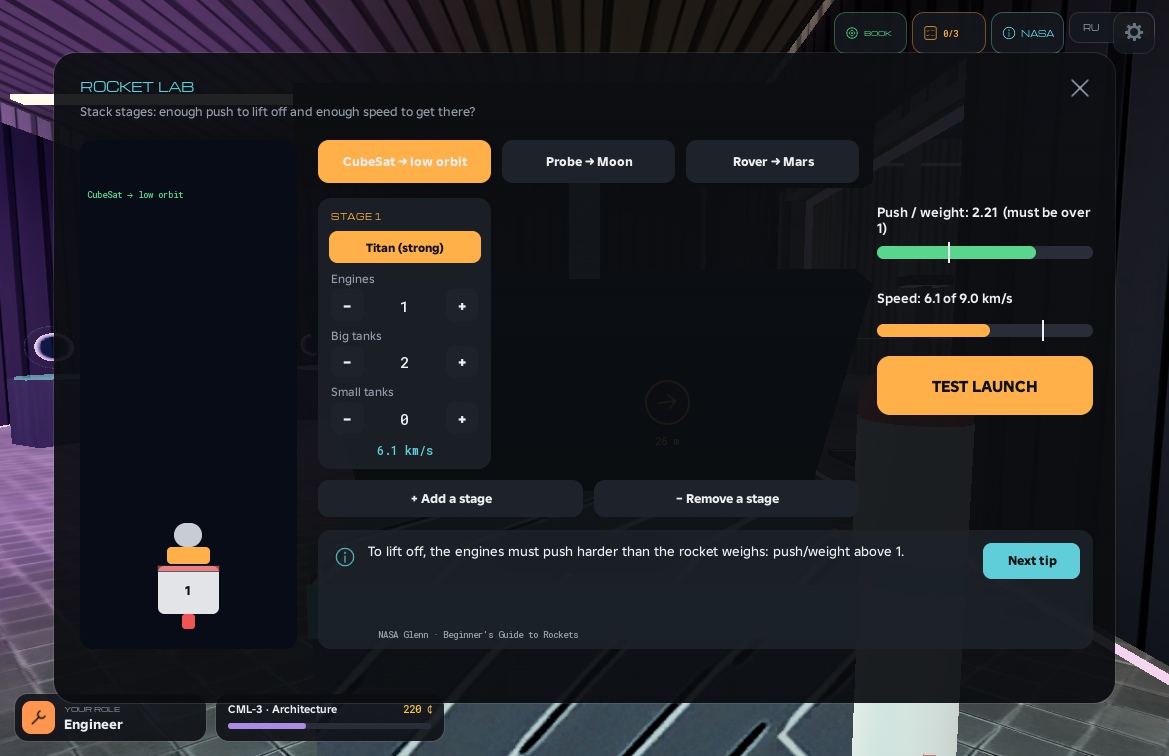 BOOK
0/3
NASA
RU
ROCKET LAB
Stack stages: enough push to lift off and enough speed to get there?
CubeSat → low orbit
CubeSat → low orbit
Probe → Moon
Rover → Mars
STAGE 1
Titan (strong)
Engines
− 1 +
Big tanks
− 2 +
Small tanks
− 0 +
6.1 km/s
Push / weight: 2.21 (must be over
1)
Speed: 6.1 of 9.0 km/s
TEST LAUNCH
26 m
+ Add a stage
− Remove a stage
1
To lift off, the engines must push harder than the rocket weighs: push/weight above 1.
Next tip
NASA Glenn · Beginner's Guide to Rockets
YOUR ROLE
Engineer
CML-3 · Architecture
220 ₵